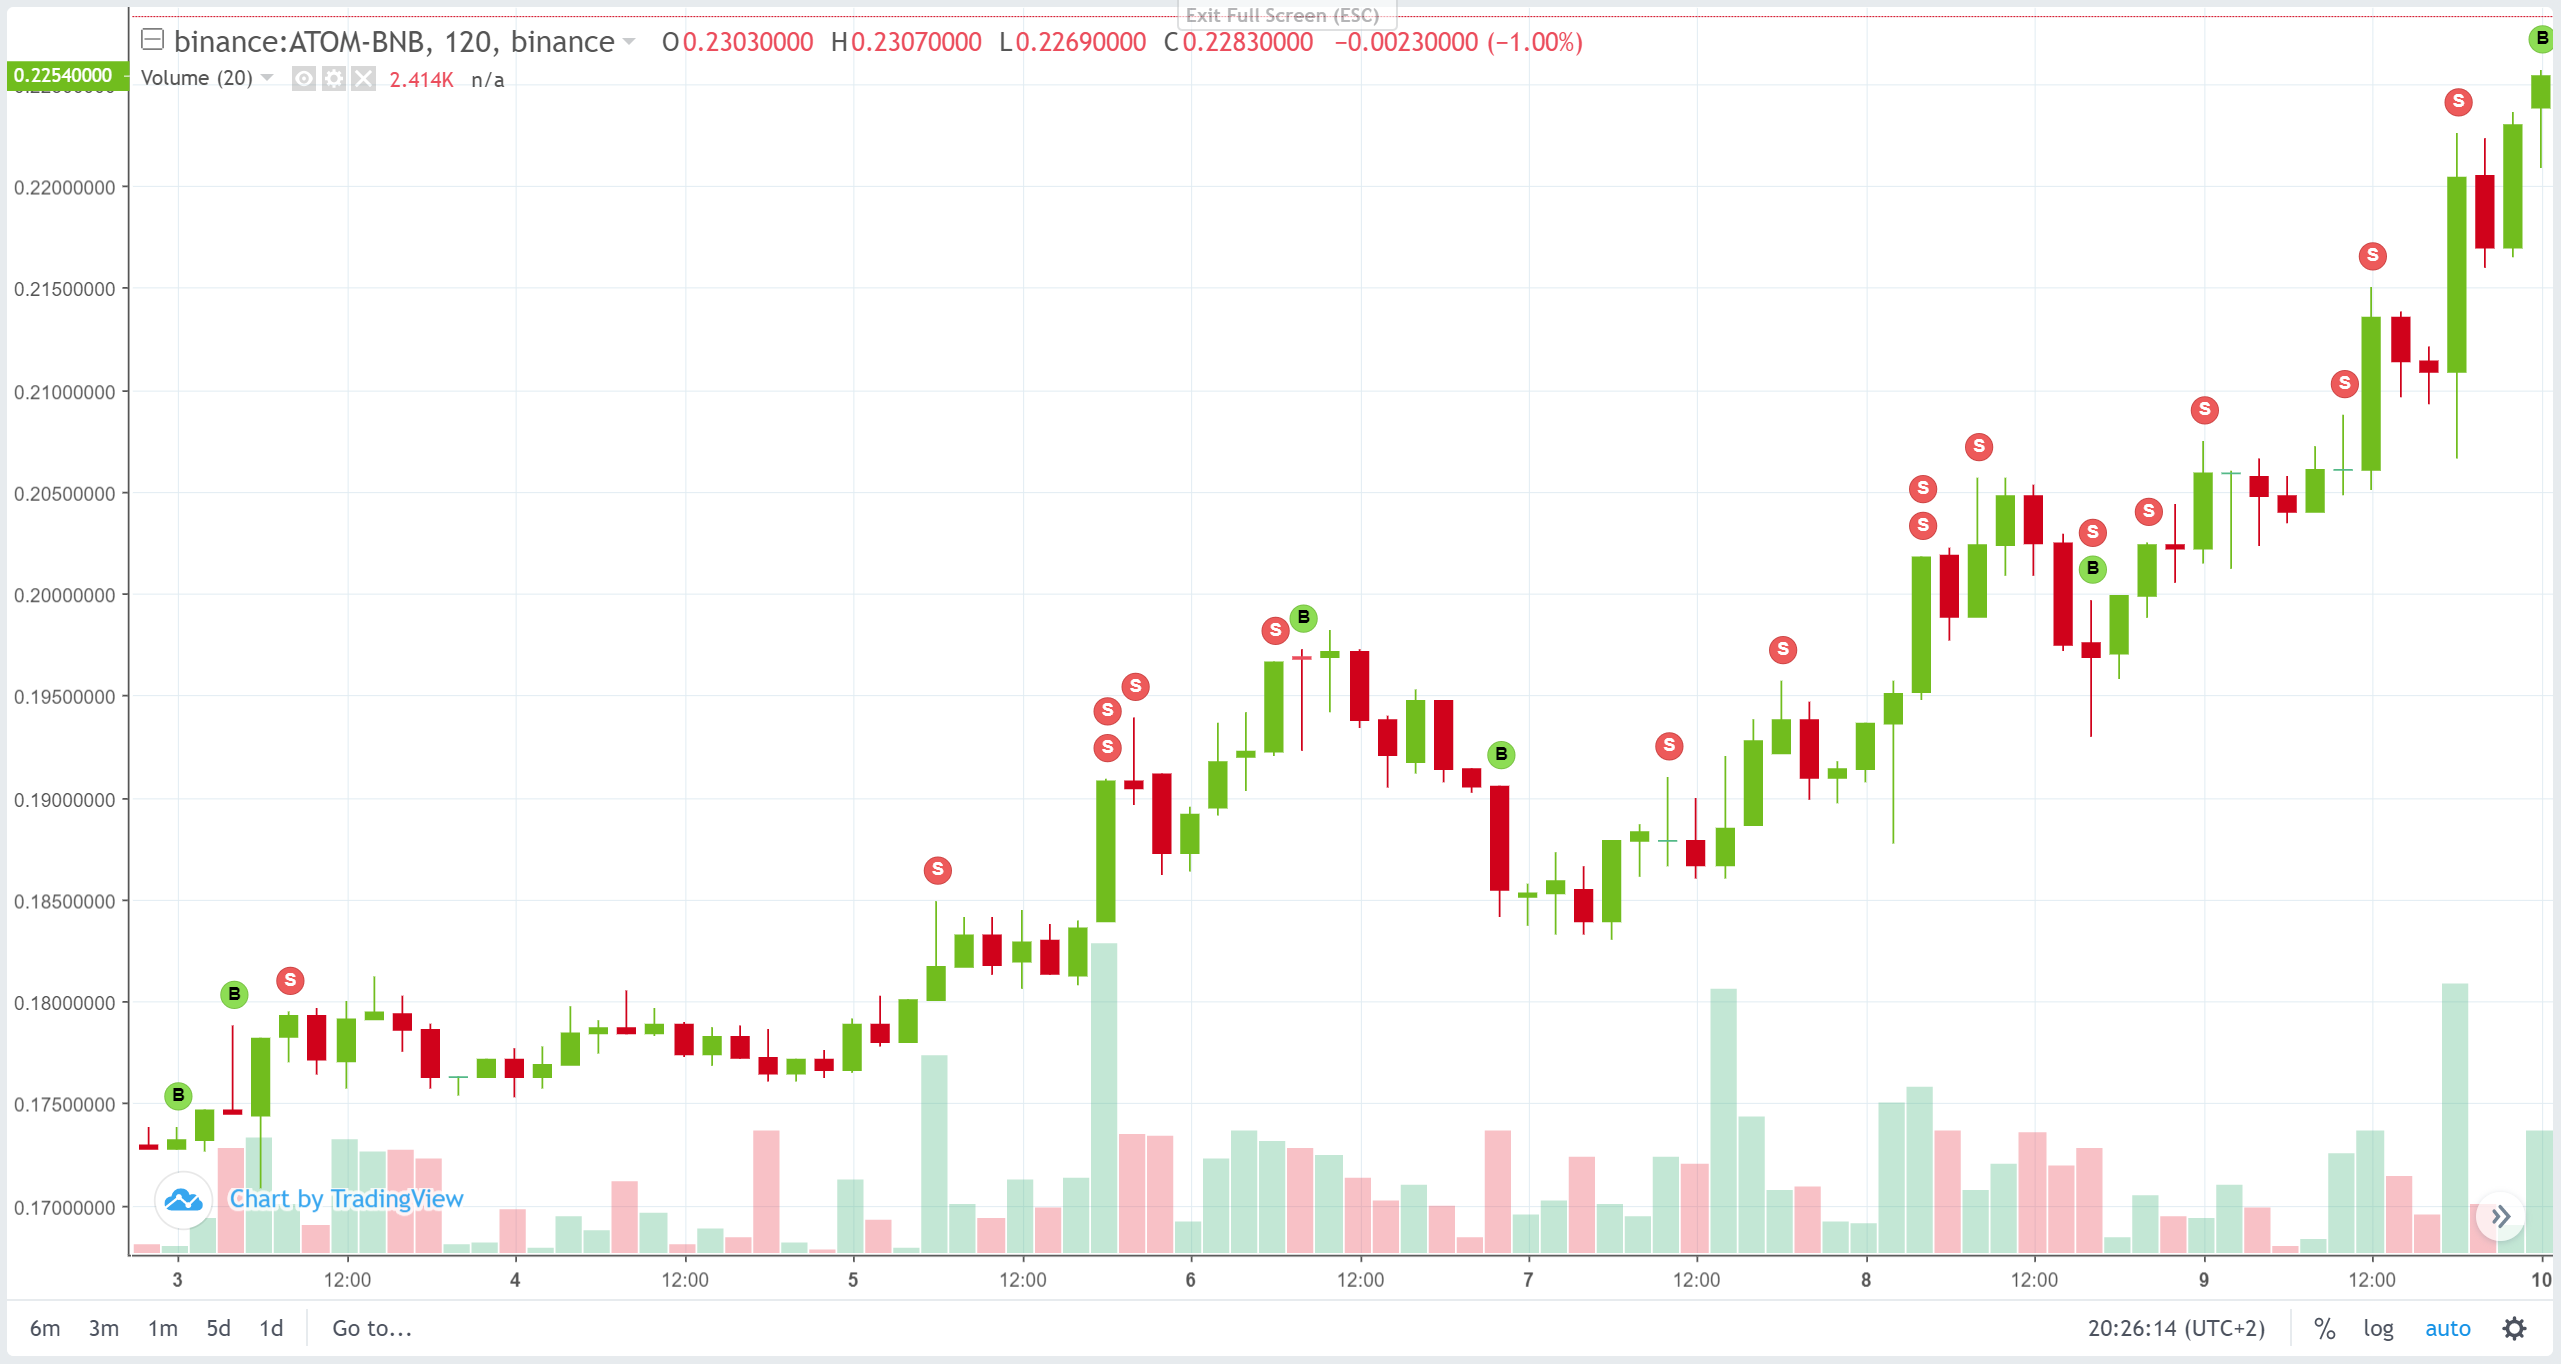 Exit Full Screen (ESC)
binance:ATOM-BNB, 120, binance O0.23030000 H0.23070000 L0.22690000 C0.22830000 −0.00230000 (−1.00%)
0.22540000
Volume (20) 2.414K n/a
B
S
0.22000000
S
0.21500000
S
0.21000000
S
S
0.20500000
S
S
S
S
B
0.20000000
S
B
S
S
0.19500000
S
S
S
B
0.19000000
S
0.18500000
S
B
0.18000000
B
0.17500000
Chart by TradingView
0.17000000
3 12:00 4 12:00 5 12:00 6 12:00 7 12:00 8 12:00 9 12:00 10
6m 3m 1m 5d 1d Go to... 20:26:14 (UTC+2) % log auto